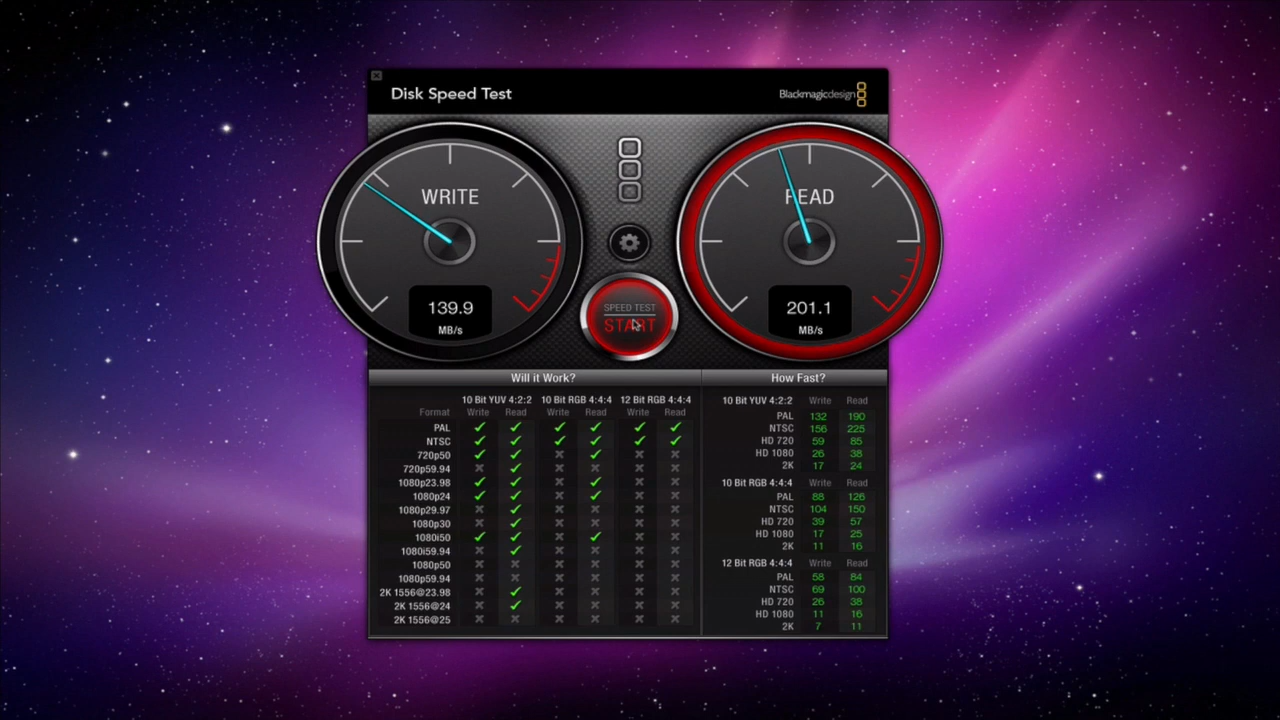 Disk Speed Test
Blackmagicdesign
WRITE
READ
139.9
MB/s
SPEED TEST
START
201.1
MB/s
Will it Work?
How Fast?
10 Bit YUV 4:2:2 10 Bit RGB 4:4:4 12 Bit RGB 4:4:4
Format Write Read Write Read Write Read
PAL
NTSC
720p50
720p59.94
1080p23.98
1080p24
1080p29.97
1080p30
1080i50
1080i59.94
1080p50
1080p59.94
2K 1556@23.98
2K 1556@24
2K 1556@25
10 Bit YUV 4:2:2 Write Read
PAL 132 190
NTSC 156 225
HD 720 59 85
HD 1080 26 38
2K 17 24
10 Bit RGB 4:4:4 Write Read
PAL 88 126
NTSC 104 150
HD 720 39 57
HD 1080 17 25
2K 11 16
12 Bit RGB 4:4:4 Write Read
PAL 58 84
NTSC 69 100
HD 720 26 38
HD 1080 11 16
2K 7 11